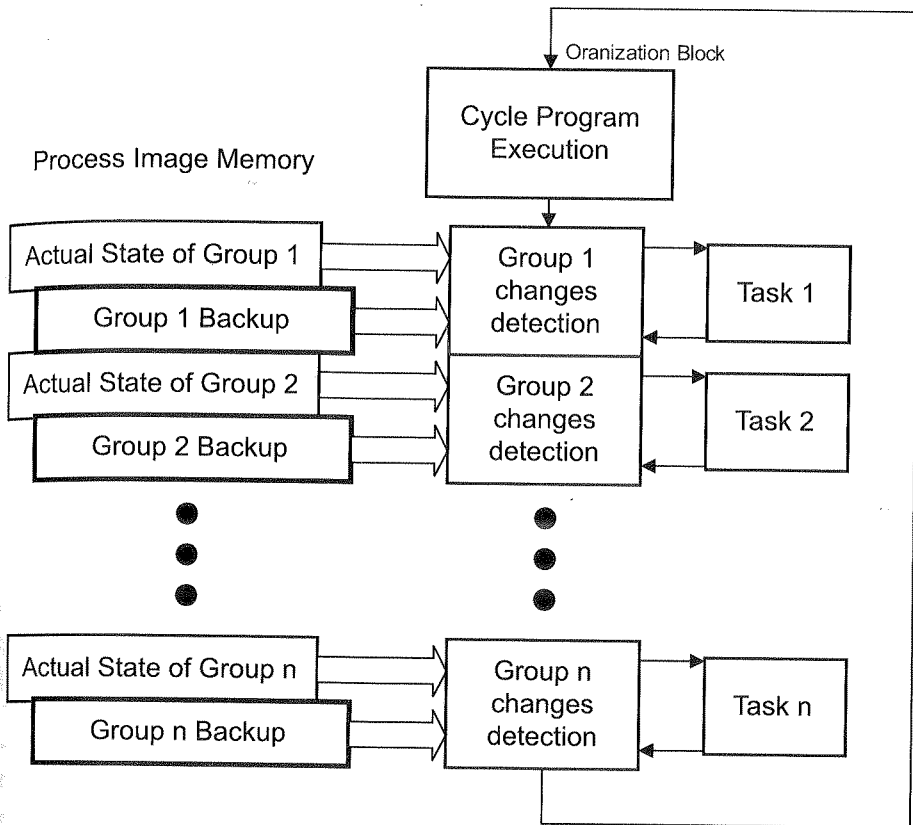 Oranization Block
Cycle Program
Execution
Process Image Memory
Actual State of Group 1
Group 1 Backup
Group 1
changes
detection
Task 1
Actual State of Group 2
Group 2 Backup
Group 2
changes
detection
Task 2
Actual State of Group n
Group n Backup
Group n
changes
detection
Task n